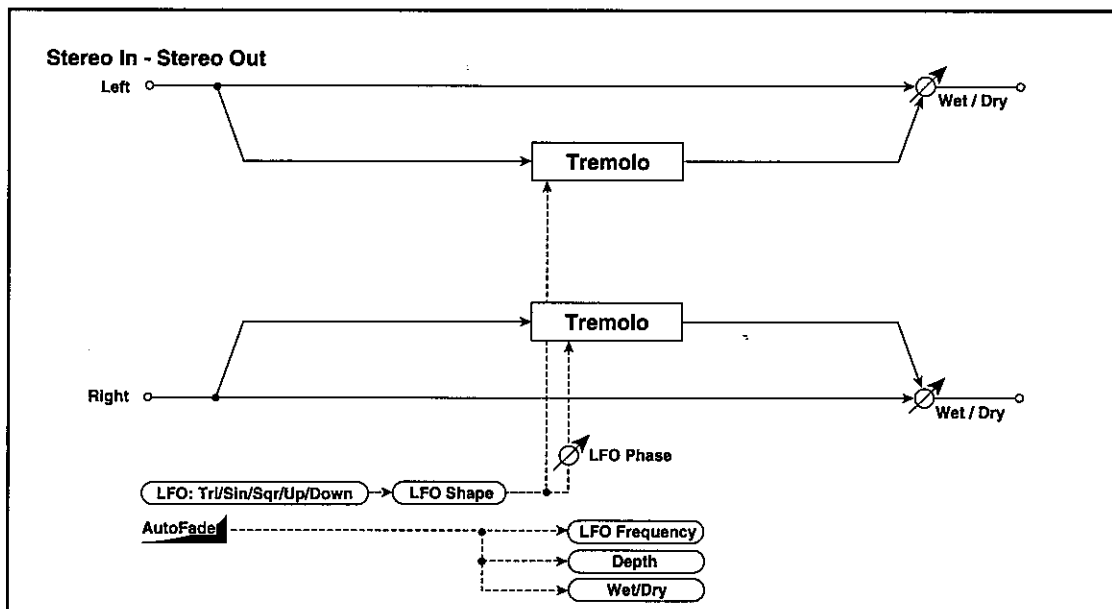 Stereo In - Stereo Out
Left
Wet / Dry
Tremolo
Tremolo
Right
Wet / Dry
LFO Phase
LFO: Tri/Sin/Sqr/Up/Down
LFO Shape
AutoFade
LFO Frequency
Depth
Wet/Dry